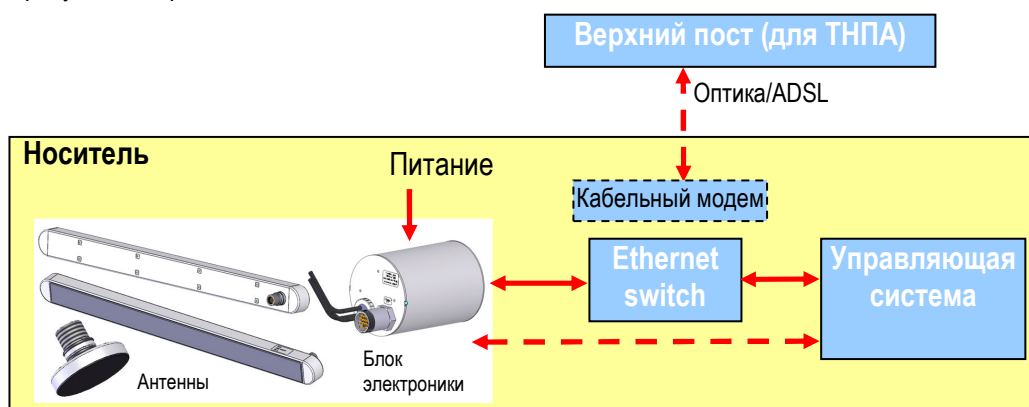 Верхний пост (для ТНПА)
Оптика/ADSL
Носитель
Питание
Кабельный модем
Ethernet
switch
Управляющая
система
Антенны
Блок
электроники